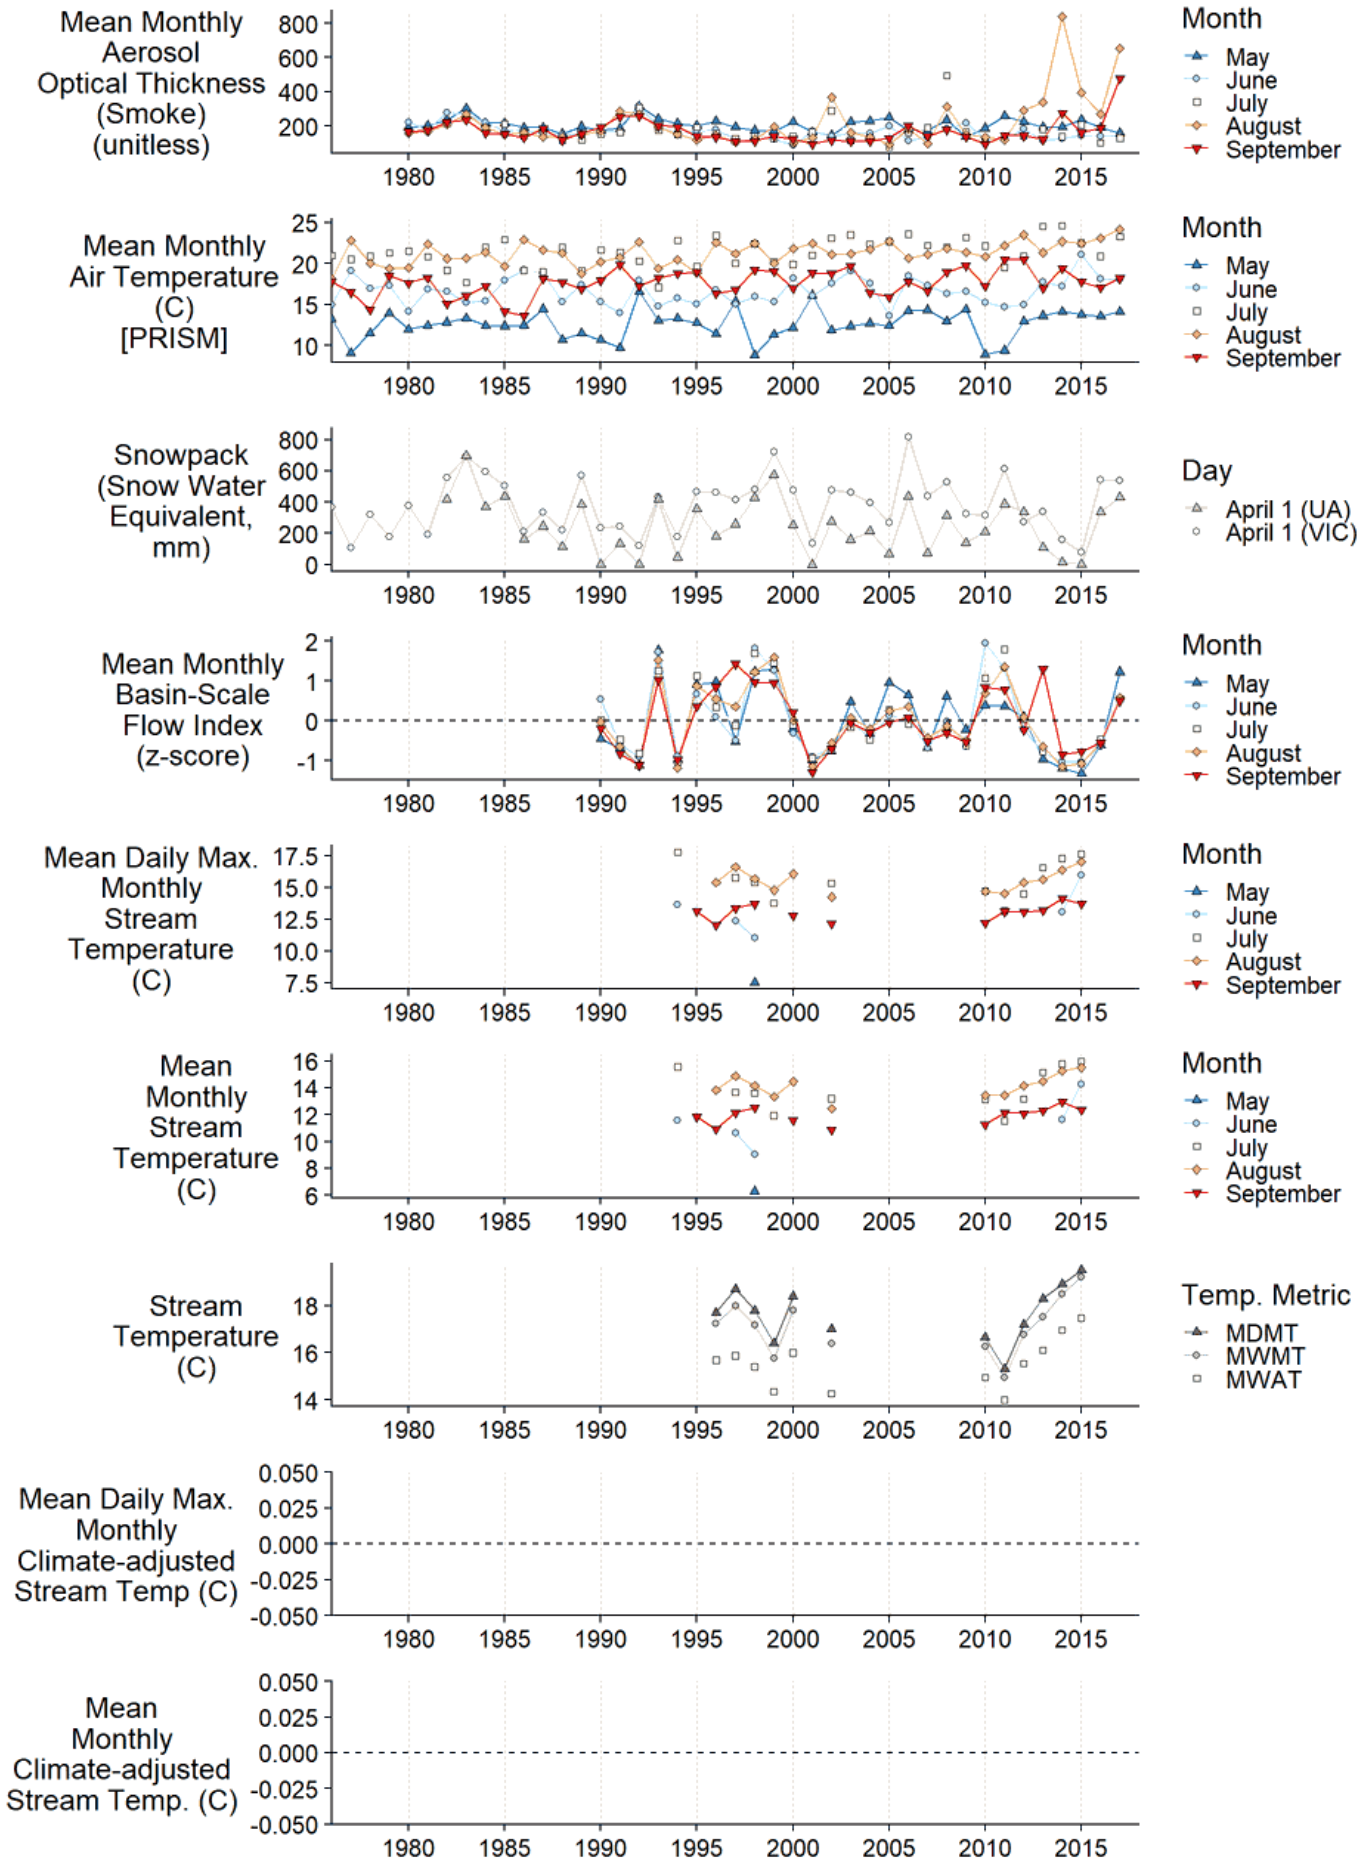 Mean Monthly
Aerosol
Optical Thickness
(Smoke)
(unitless)
800
600
400
200
1980 1985 1990 1995 2000 2005 2010 2015
Month
May
June
July
August
September
Mean Monthly
Air Temperature
(C)
[PRISM]
25
20
15
10
1980 1985 1990 1995 2000 2005 2010 2015
Month
May
June
July
August
September
Snowpack
(Snow Water
Equivalent,
mm)
800
600
400
200
0
1980 1985 1990 1995 2000 2005 2010 2015
Day
April 1 (UA)
April 1 (VIC)
Mean Monthly
Basin-Scale
Flow Index
(z-score)
2
1
0
-1
1980 1985 1990 1995 2000 2005 2010 2015
Month
May
June
July
August
September
Mean Daily Max.
Monthly
Stream
Temperature
(C)
17.5
15.0
12.5
10.0
7.5
1980 1985 1990 1995 2000 2005 2010 2015
Month
May
June
July
August
September
Mean
Monthly
Stream
Temperature
(C)
16
14
12
10
8
6
1980 1985 1990 1995 2000 2005 2010 2015
Month
May
June
July
August
September
Stream
Temperature
(C)
18
16
14
1980 1985 1990 1995 2000 2005 2010 2015
Temp. Metric
MDMT
MWMT
MWAT
Mean Daily Max.
Monthly
Climate-adjusted
Stream Temp (C)
0.050
0.025
0.000
-0.025
-0.050
1980 1985 1990 1995 2000 2005 2010 2015
Mean
Monthly
Climate-adjusted
Stream Temp. (C)
0.050
0.025
0.000
-0.025
-0.050
1980 1985 1990 1995 2000 2005 2010 2015